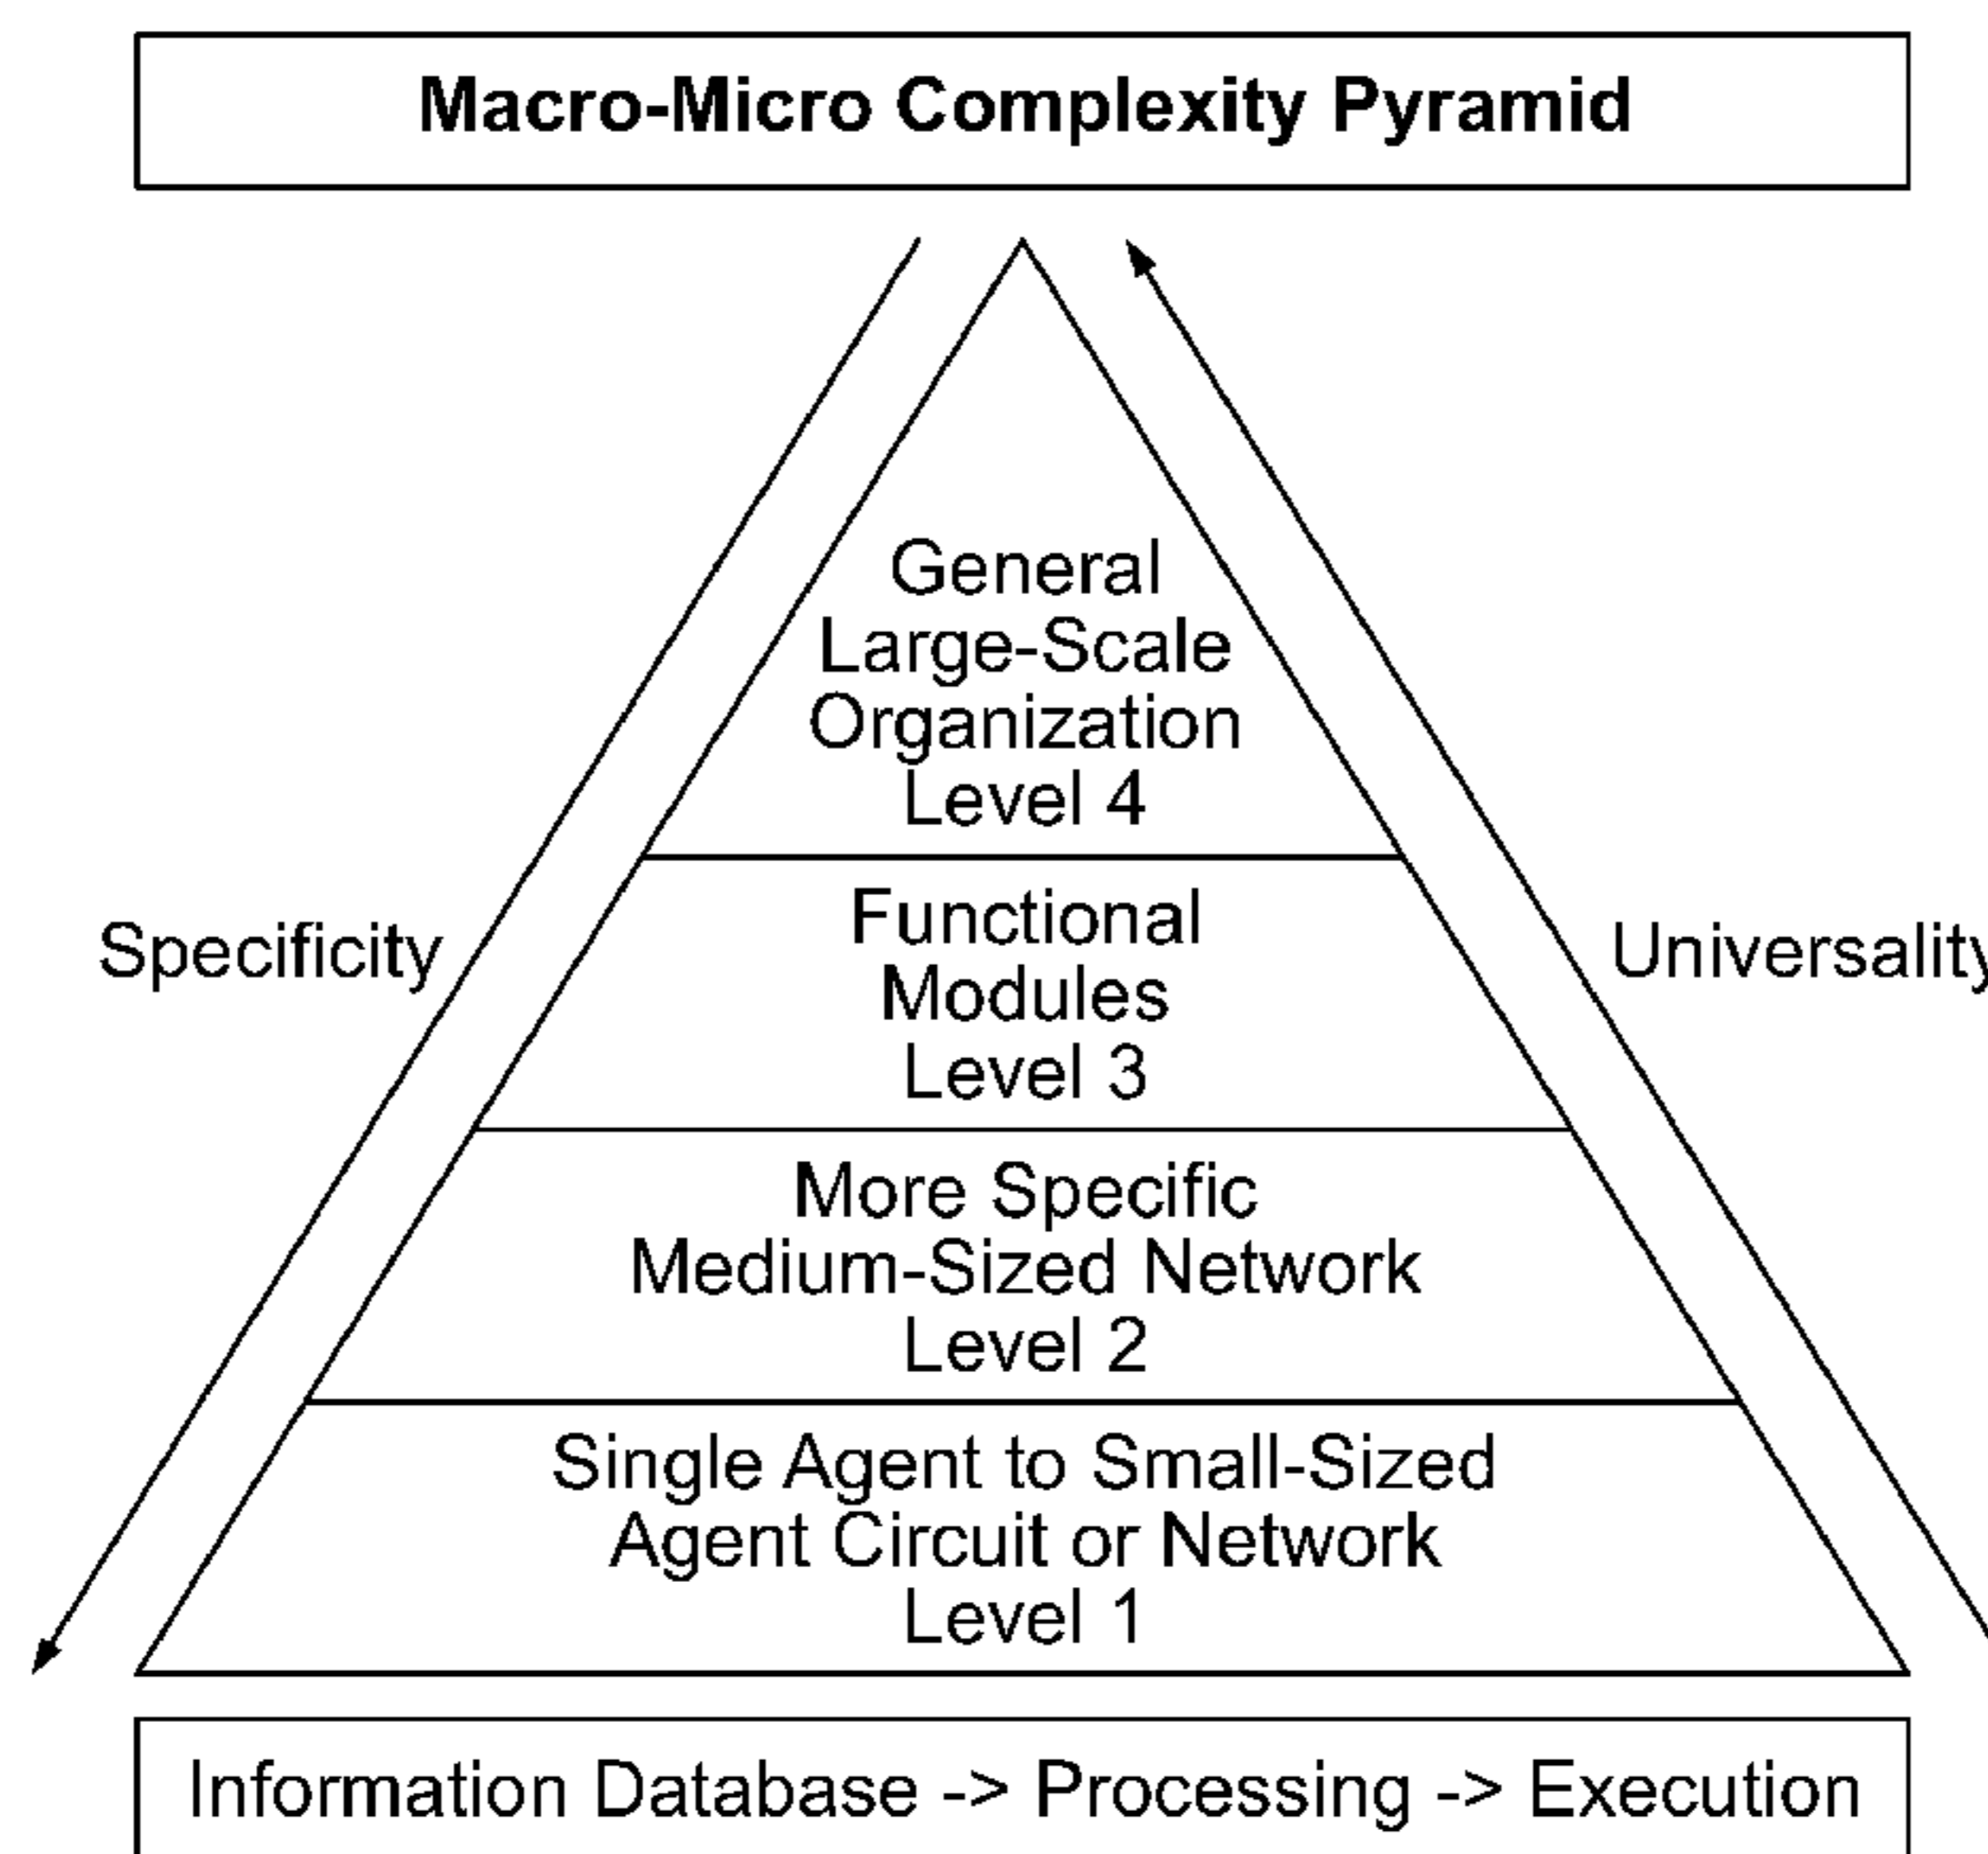 Macro-Micro Complexity Pyramid
General
Large-Scale
Organization
Level 4
Specificity
Functional
Modules
Level 3
Universality
More Specific
Medium-Sized Network
Level 2
Single Agent to Small-Sized
Agent Circuit or Network
Level 1
Information Database -> Processing -> Execution